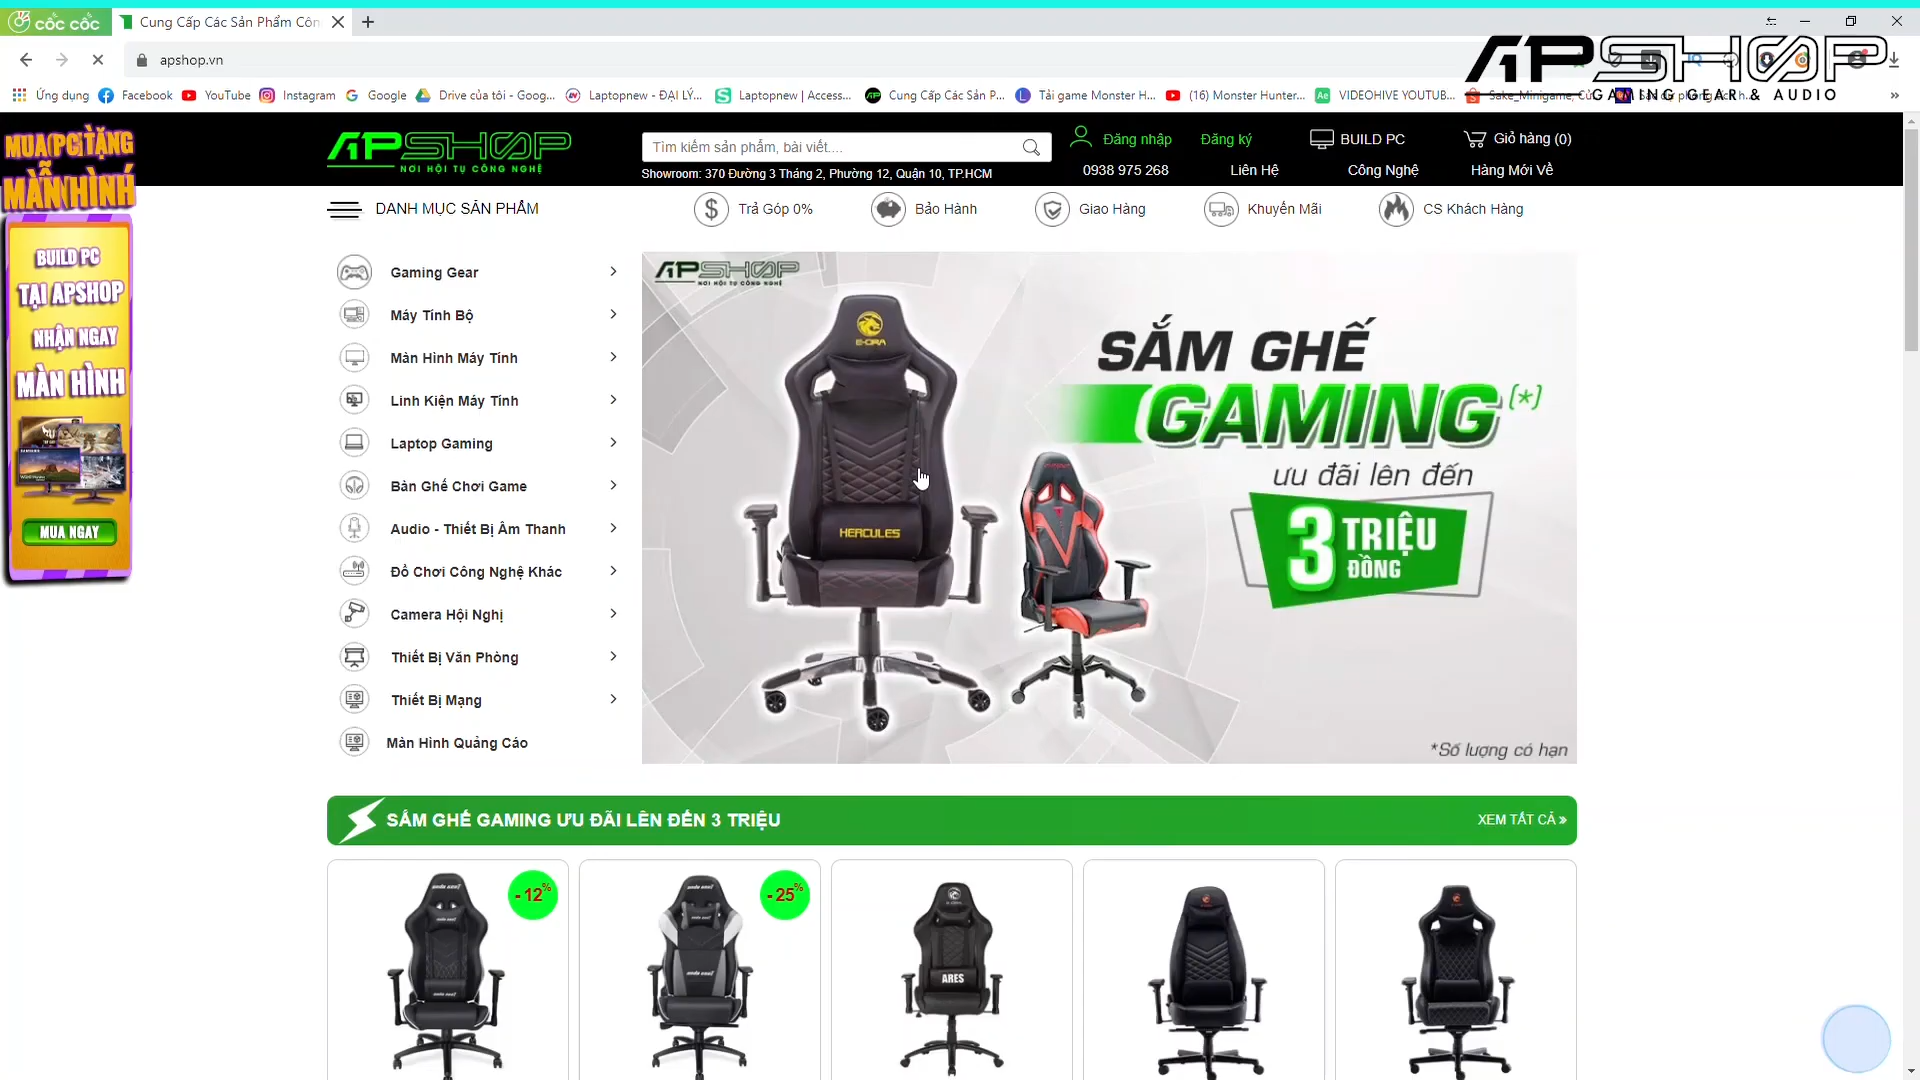 cốc cốc
Cung Cấp Các Sản Phẩm Côn
apshop.vn
APSHOP
GAMING GEAR & AUDIO
Ứng dụng
Facebook
YouTube
Instagram
Google
Drive của tôi - Goog...
Laptopnew - ĐẠI LÝ...
Laptopnew | Access...
Cung Cấp Các Sản P...
Tải game Monster H...
(16) Monster Hunter...
VIDEOHIVE YOUTUB...
Sake_Minigame,
MUA PC TẶNG
MÀN HÌNH
BUILD PC
TẠI APSHOP
NHẬN NGAY
MÀN HÌNH
MUA NGAY
APSHOP
NƠI HỘI TỤ CÔNG NGHỆ
Tìm kiếm sản phẩm, bài viết....
Showroom: 370 Đường 3 Tháng 2, Phường 12, Quận 10, TP.HCM
Đăng nhập
Đăng ký
BUILD PC
Giỏ hàng (0)
0938 975 268
Liên Hệ
Công Nghệ
Hàng Mới Về
DANH MỤC SẢN PHẨM
Trả Góp 0%
Bảo Hành
Giao Hàng
Khuyến Mãi
CS Khách Hàng
Gaming Gear
Máy Tính Bộ
Màn Hình Máy Tính
Linh Kiện Máy Tính
Laptop Gaming
Bàn Ghế Chơi Game
Audio - Thiết Bị Âm Thanh
Đồ Chơi Công Nghệ Khác
Camera Hội Nghị
Thiết Bị Văn Phòng
Thiết Bị Mạng
Màn Hình Quảng Cáo
APSHOP
NƠI HỘI TỤ CÔNG NGHỆ
E-DRA
HERCULES
SẮM GHẾ
GAMING (*)
ưu đãi lên đến
3 TRIỆU
ĐỒNG
*Số lượng có hạn
SẮM GHẾ GAMING ƯU ĐÃI LÊN ĐẾN 3 TRIỆU
XEM TẤT CẢ »
- 12%
- 25%
ARES